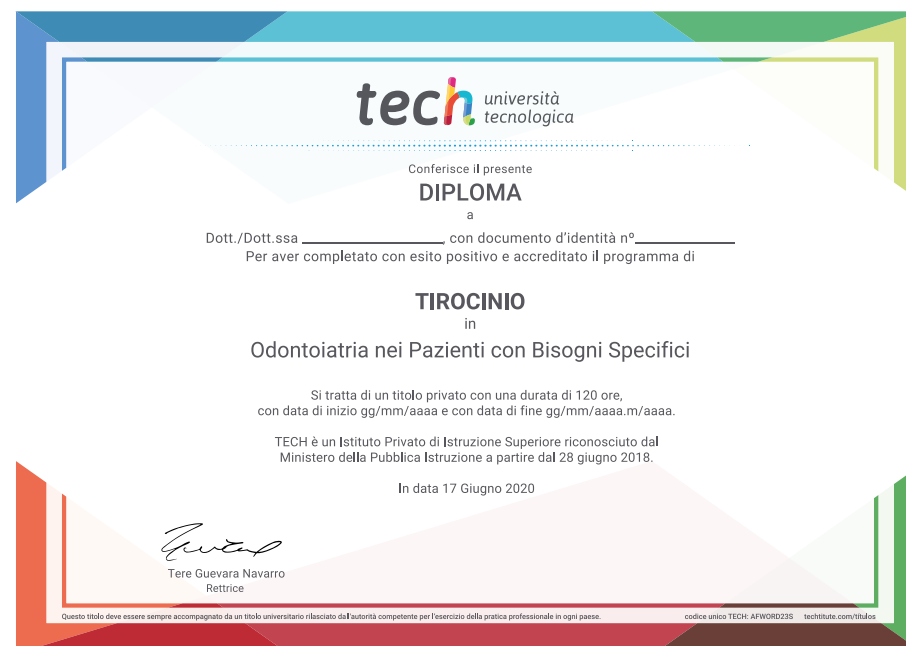 tech università
tecnologica
Conferisce il presente
DIPLOMA
a
Dott./Dott.ssa ____________________, con documento d'identità nº______________
Per aver completato con esito positivo e accreditato il programma di
TIROCINIO
in
Odontoiatria nei Pazienti con Bisogni Specifici
Si tratta di un titolo privato con una durata di 120 ore,
con data di inizio gg/mm/aaaa e con data di fine gg/mm/aaaa.m/aaaa.
TECH è un Istituto Privato di Istruzione Superiore riconosciuto dal
Ministero della Pubblica Istruzione a partire dal 28 giugno 2018.
In data 17 Giugno 2020
Tere Guevara Navarro
Rettrice
Questo titolo deve essere sempre accompagnato da un titolo universitario rilasciato dall'autorità competente per l'esercizio della pratica professionale in ogni paese. codice unico TECH: AFWORD23S techtitute.com/titulos